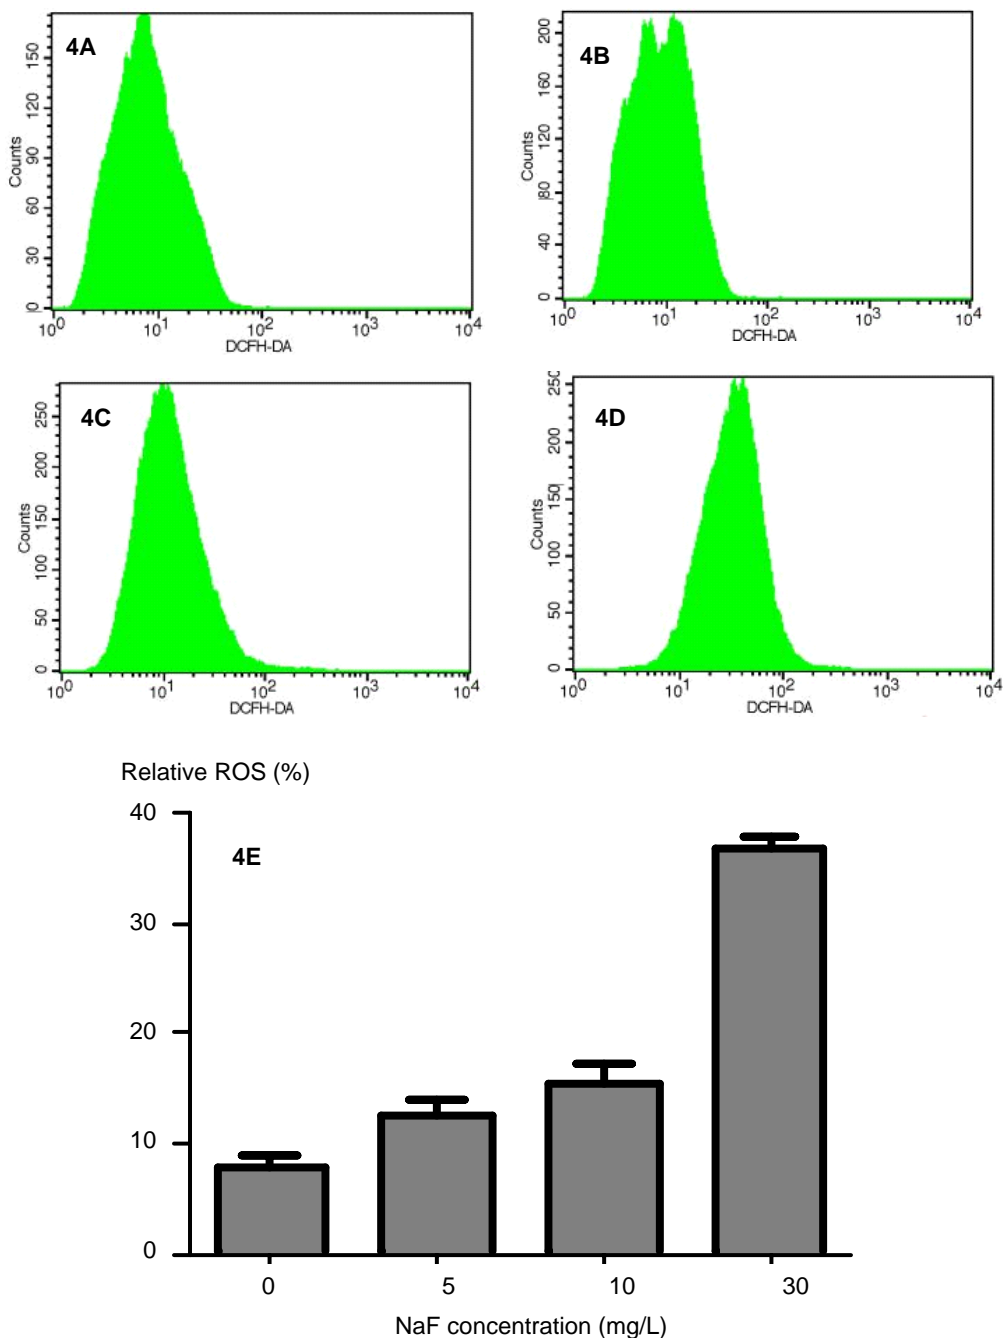 4A
Counts
150
120
90
60
30
0
10^0 10^1 10^2 10^3 10^4
DCFH-DA
4B
Counts
200
160
120
80
40
0
10^0 10^1 10^2 10^3 10^4
DCFH-DA
4C
Counts
250
200
150
100
50
0
10^0 10^1 10^2 10^3 10^4
DCFH-DA
4D
Counts
250
200
150
100
50
0
10^0 10^1 10^2 10^3 10^4
DCFH-DA
Relative ROS (%)
4E
40
30
20
10
0
0 5 10 30
NaF concentration (mg/L)